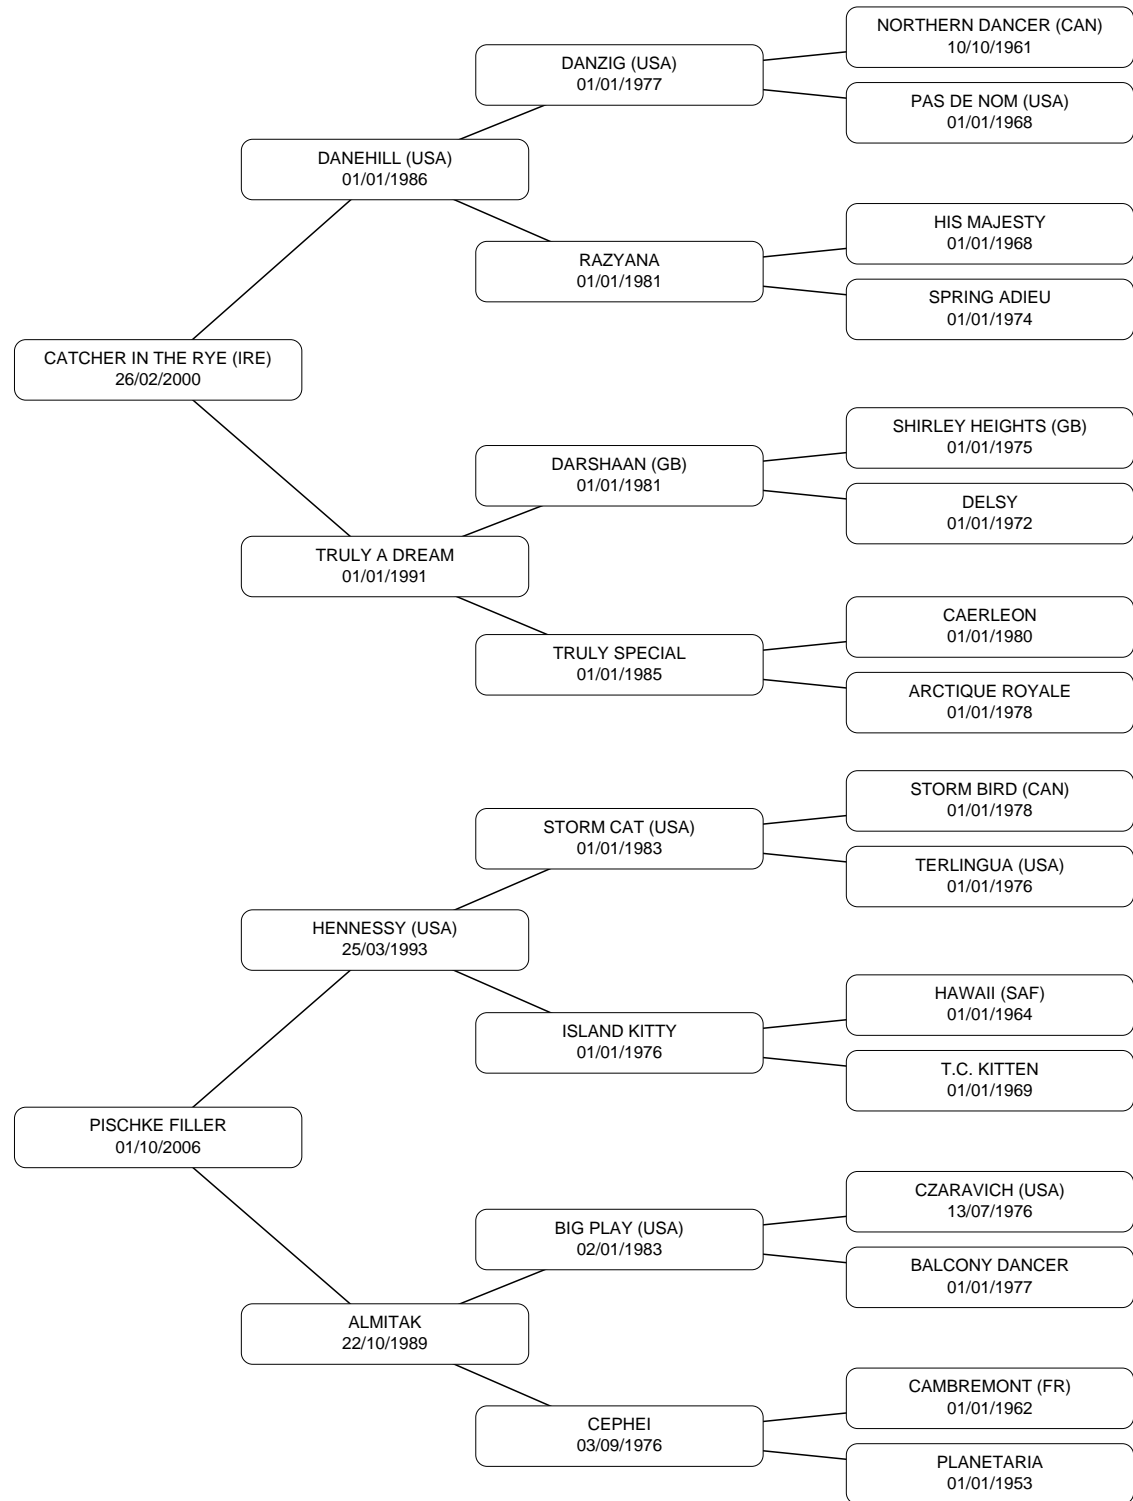 NORTHERN DANCER (CAN)
10/10/1961
DANZIG (USA)
01/01/1977
PAS DE NOM (USA)
01/01/1968
DANEHILL (USA)
01/01/1986
HIS MAJESTY
01/01/1968
RAZYANA
01/01/1981
SPRING ADIEU
01/01/1974
CATCHER IN THE RYE (IRE)
26/02/2000
SHIRLEY HEIGHTS (GB)
01/01/1975
DARSHAAN (GB)
01/01/1981
DELSY
01/01/1972
TRULY A DREAM
01/01/1991
CAERLEON
01/01/1980
TRULY SPECIAL
01/01/1985
ARCTIQUE ROYALE
01/01/1978
STORM BIRD (CAN)
01/01/1978
STORM CAT (USA)
01/01/1983
TERLINGUA (USA)
01/01/1976
HENNESSY (USA)
25/03/1993
HAWAII (SAF)
01/01/1964
ISLAND KITTY
01/01/1976
T.C. KITTEN
01/01/1969
PISCHKE FILLER
01/10/2006
CZARAVICH (USA)
13/07/1976
BIG PLAY (USA)
02/01/1983
BALCONY DANCER
01/01/1977
ALMITAK
22/10/1989
CAMBREMONT (FR)
01/01/1962
CEPHEI
03/09/1976
PLANETARIA
01/01/1953